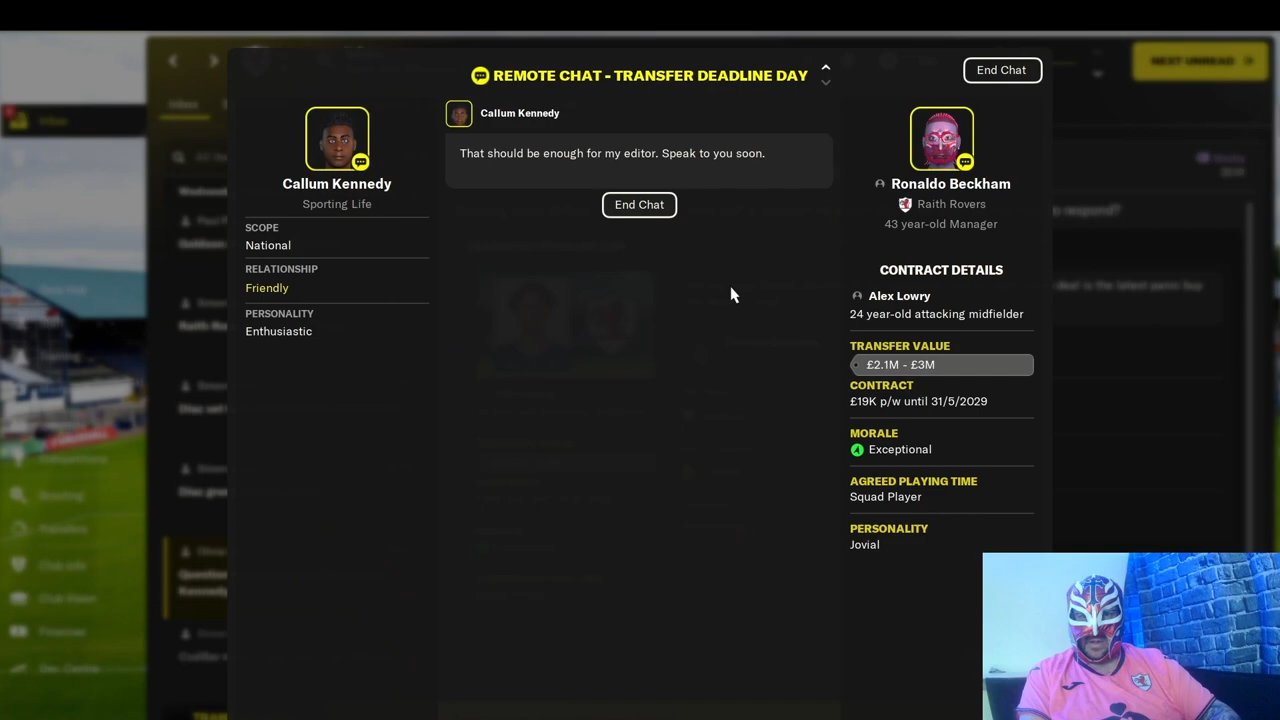 REMOTE CHAT - TRANSFER DEADLINE DAY
End Chat
NEXT UNREAD
Inbox
Callum Kennedy
Sporting Life
SCOPE
National
RELATIONSHIP
Friendly
PERSONALITY
Enthusiastic
Callum Kennedy
That should be enough for my editor. Speak to you soon.
End Chat
Ronaldo Beckham
Raith Rovers
43 year-old Manager
CONTRACT DETAILS
Alex Lowry
24 year-old attacking midfielder
TRANSFER VALUE
£2.1M - £3M
CONTRACT
£19K p/w until 31/5/2029
MORALE
Exceptional
AGREED PLAYING TIME
Squad Player
PERSONALITY
Jovial